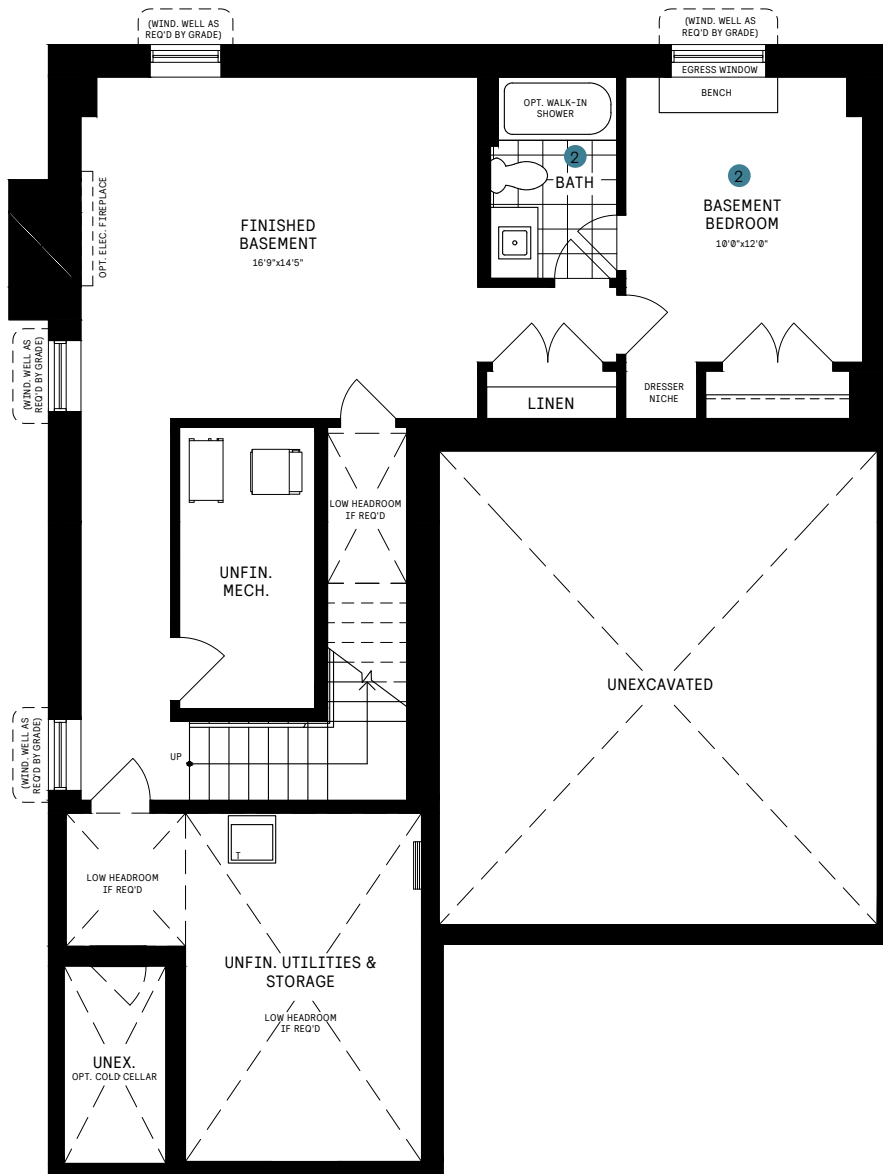 (WIND. WELL AS
REQ'D BY GRADE)
(WIND. WELL AS
REQ'D BY GRADE)
EGRESS WINDOW
BENCH
OPT. WALK-IN
SHOWER
2
BATH
2
BASEMENT
BEDROOM
10'0"x12'0"
OPT. ELEC. FIREPLACE
FINISHED
BASEMENT
16'9"x14'5"
(WIND. WELL AS
REQ'D BY GRADE)
LINEN
DRESSER
NICHE
LOW HEADROOM
IF REQ'D
UNFIN.
MECH.
UNEXCAVATED
(WIND. WELL AS
REQ'D BY GRADE)
UP
T
LOW HEADROOM
IF REQ'D
UNFIN. UTILITIES &
STORAGE
LOW HEADROOM
IF REQ'D
UNEX.
OPT. COLD CELLAR